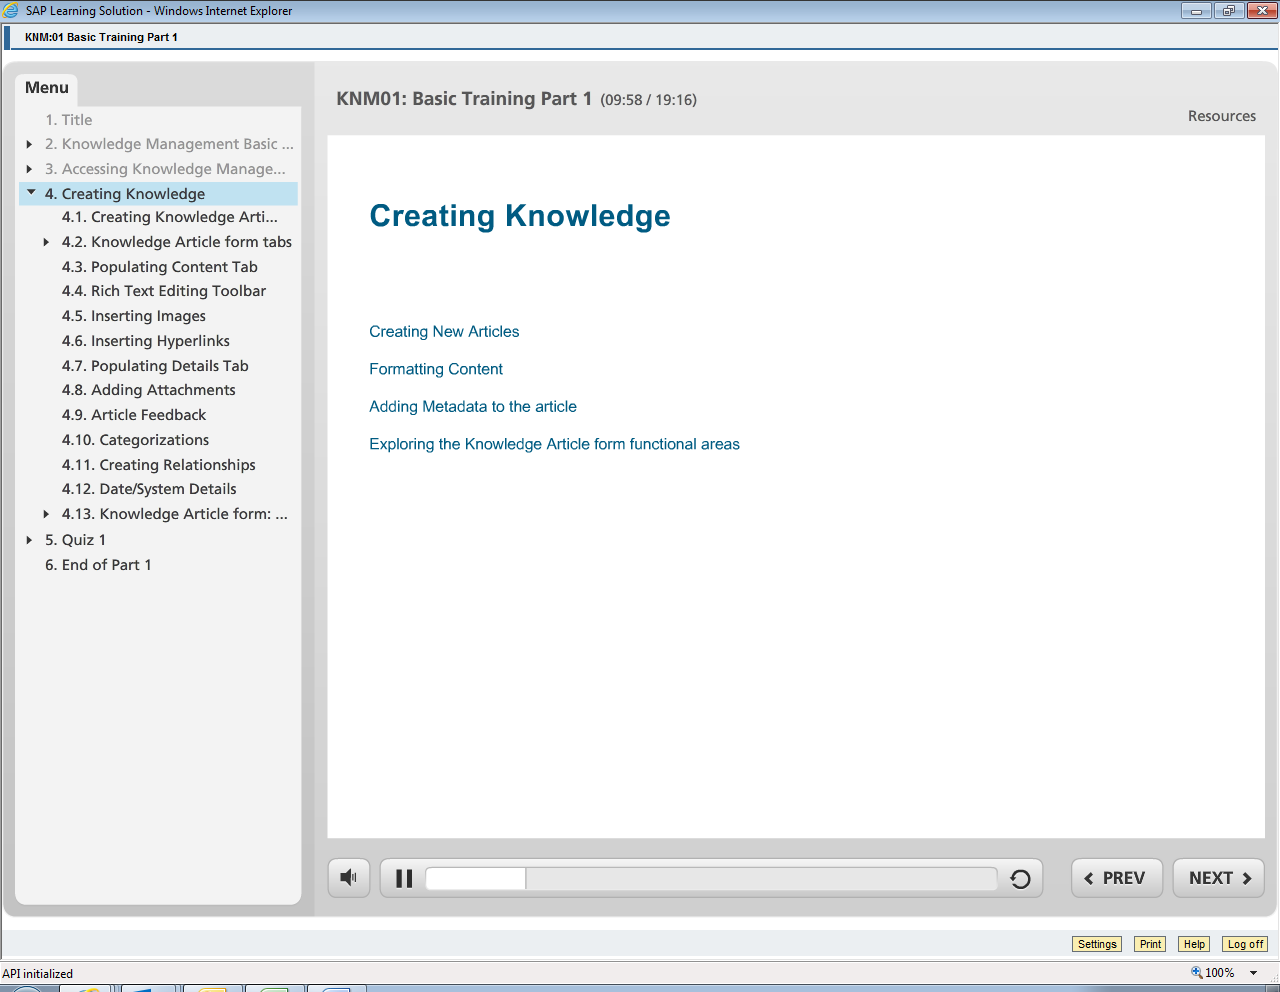 SAP Learning Solution - Windows Internet Explorer
KNM:01 Basic Training Part 1
Menu
1. Title
2. Knowledge Management Basic ...
3. Accessing Knowledge Manage...
4. Creating Knowledge
4.1. Creating Knowledge Arti...
4.2. Knowledge Article form tabs
4.3. Populating Content Tab
4.4. Rich Text Editing Toolbar
4.5. Inserting Images
4.6. Inserting Hyperlinks
4.7. Populating Details Tab
4.8. Adding Attachments
4.9. Article Feedback
4.10. Categorizations
4.11. Creating Relationships
4.12. Date/System Details
4.13. Knowledge Article form: ...
5. Quiz 1
6. End of Part 1
KNM01: Basic Training Part 1 (09:58 / 19:16)
Resources
Creating Knowledge
Creating New Articles
Formatting Content
Adding Metadata to the article
Exploring the Knowledge Article form functional areas
PREV
NEXT
Settings
Print
Help
Log off
API initialized
100%